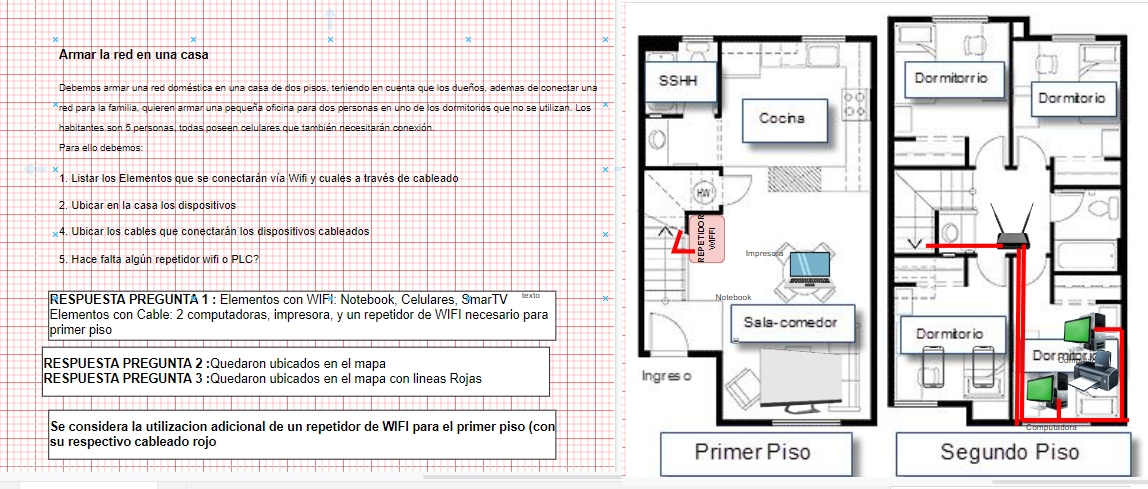 Armar la red en una casa
Debemos armar una red doméstica en una casa de dos pisos, teniendo en cuenta que los dueños, ademas de conectar una
red para la familia, quieren armar una pequeña oficina para dos personas en uno de los dormitorios que no se utilizan. Los
habitantes son 5 personas, todas poseen celulares que también necesitarán conexión.
Para ello debemos:
1. Listar los Elementos que se conectarán vía Wifi y cuales a través de cableado
2. Ubicar en la casa los dispositivos
4. Ubicar los cables que conectarán los dispositivos cableados
5. Hace falta algún repetidor wifi o PLC?
RESPUESTA PREGUNTA 1 : Elementos con WIFI: Notebook, Celulares, SmarTV
texto
Elementos con Cable: 2 computadoras, impresora, y un repetidor de WIFI necesario para
primer piso
RESPUESTA PREGUNTA 2 :Quedaron ubicados en el mapa
RESPUESTA PREGUNTA 3 :Quedaron ubicados en el mapa con lineas Rojas
Se considera la utilizacion adicional de un repetidor de WIFI para el primer piso (con
su respectivo cableado rojo
SSHH
Cocina
HW
REPETIDOR
WIFFI
Impresora
Notebook
Sala-comedor
Ingreso
Primer Piso
Dormitorrio
Dormitorio
Dormitorio
Dormitorio
Computadora
Segundo Piso